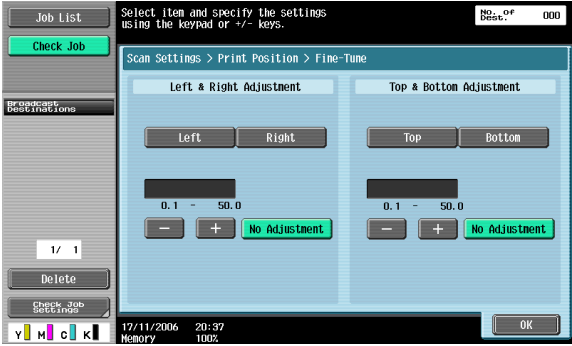 Job List
Check Job
Select item and specify the settings
using the keypad or +/- keys.
No. of
Dest.
000
Scan Settings > Print Position > Fine-Tune
Broadcast
Destinations
Left & Right Adjustment
Left
Right
0.1 - 50.0
− +
No Adjustment
Top & Bottom Adjustment
Top
Bottom
0.1 - 50.0
− +
No Adjustment
1/ 1
Delete
Check Job
Settings
Y M C K
17/11/2006 20:37
Memory 100%
OK